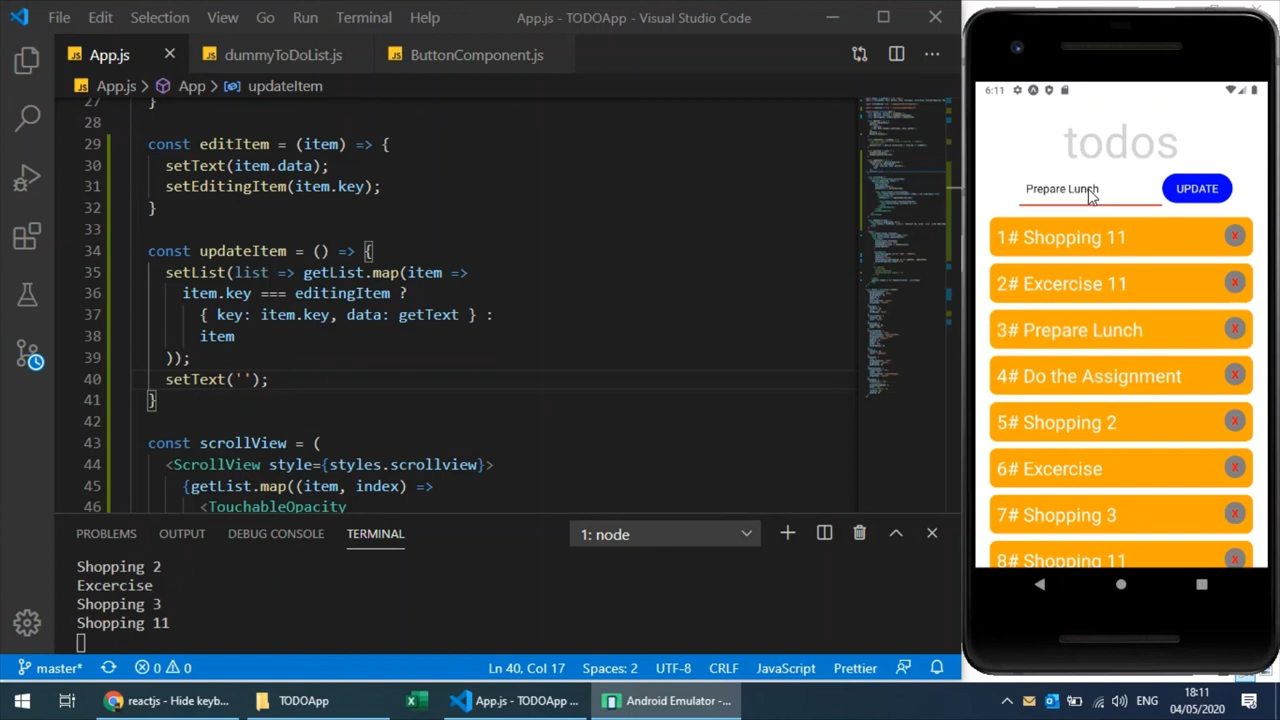 File Edit Selection View Go Run Terminal Help App.js - TODOApp - Visual Studio Code
JS App.js JS dummyToDoList.js JS ButtonComponent.js
JS App.js > App > updateItem
27 }
28
29 const editItem = (item) => {
30 setText(item.data);
31 setEditingItem(item.key);
32 }
33
34 const updateItem = () => {
35 setList(list => getList.map(item =>
36 item.key === editingItem ?
37 { key: item.key, data: getText } :
38 item
39 ));
40 setText('');
41 }
42
43 const scrollView = (
44 <ScrollView style={styles.scrollview}>
45 {getList.map((item, index) =>
46 <TouchableOpacity
PROBLEMS OUTPUT DEBUG CONSOLE TERMINAL 1: node
Shopping 2
Excercise
Shopping 3
Shopping 11
master* 0 0 Ln 40, Col 17 Spaces: 2 UTF-8 CRLF JavaScript Prettier
6:11
todos
Prepare Lunch UPDATE
1# Shopping 11 X
2# Excercise 11 X
3# Prepare Lunch X
4# Do the Assignment X
5# Shopping 2 X
6# Excercise X
7# Shopping 3 X
8# Shopping 11 X
reactjs - Hide keyb... TODOApp App.js - TODOApp ... Android Emulator -... ENG 18:11
04/05/2020